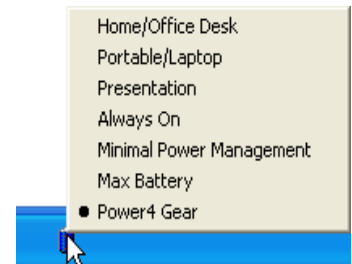 Home/Office Desk
Portable/Laptop
Presentation
Always On
Minimal Power Management
Max Battery
Power4 Gear